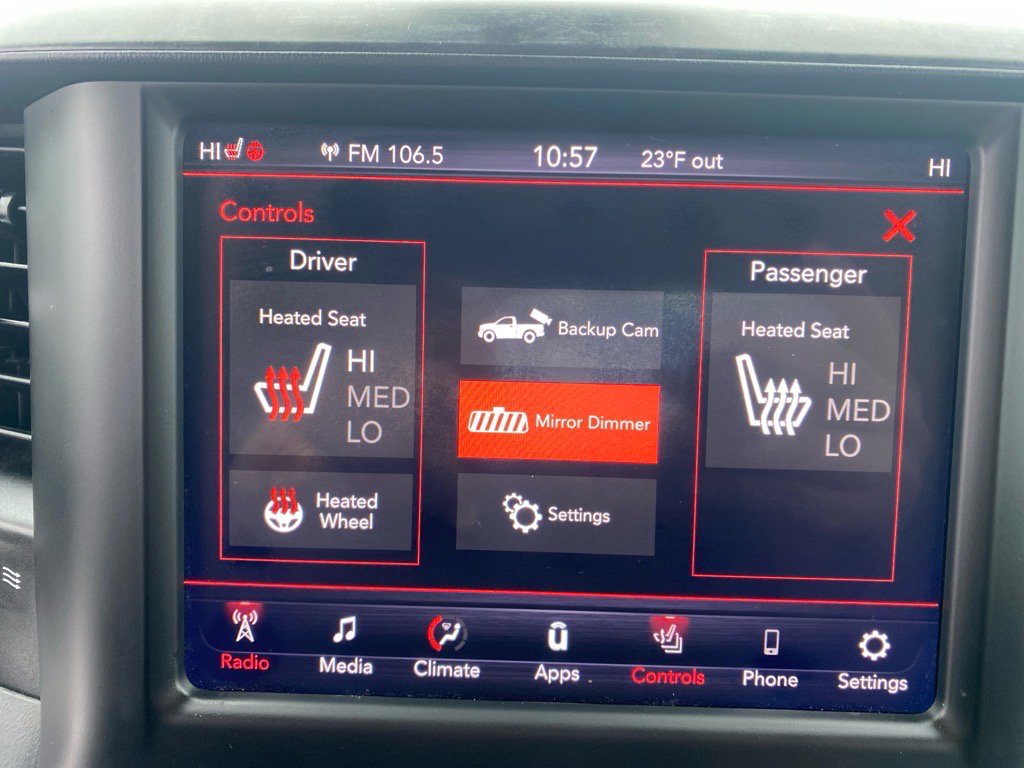 HI FM 106.5 10:57 23°F out HI
Controls
Driver
Heated Seat
HI
MED
LO
Heated
Wheel
Backup Cam
Mirror Dimmer
Settings
Passenger
Heated Seat
HI
MED
LO
Radio Media Climate Apps Controls Phone Settings